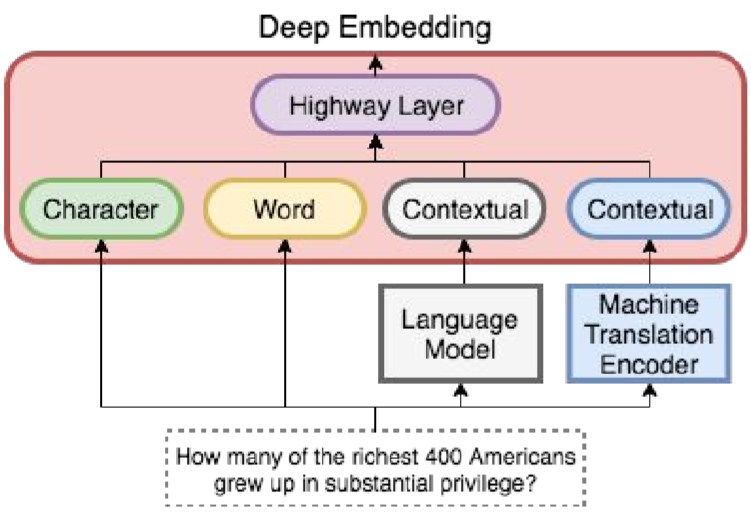 Deep Embedding
Highway Layer
Character
Word
Contextual
Contextual
Language
Model
Machine
Translation
Encoder
How many of the richest 400 Americans
grew up in substantial privilege?